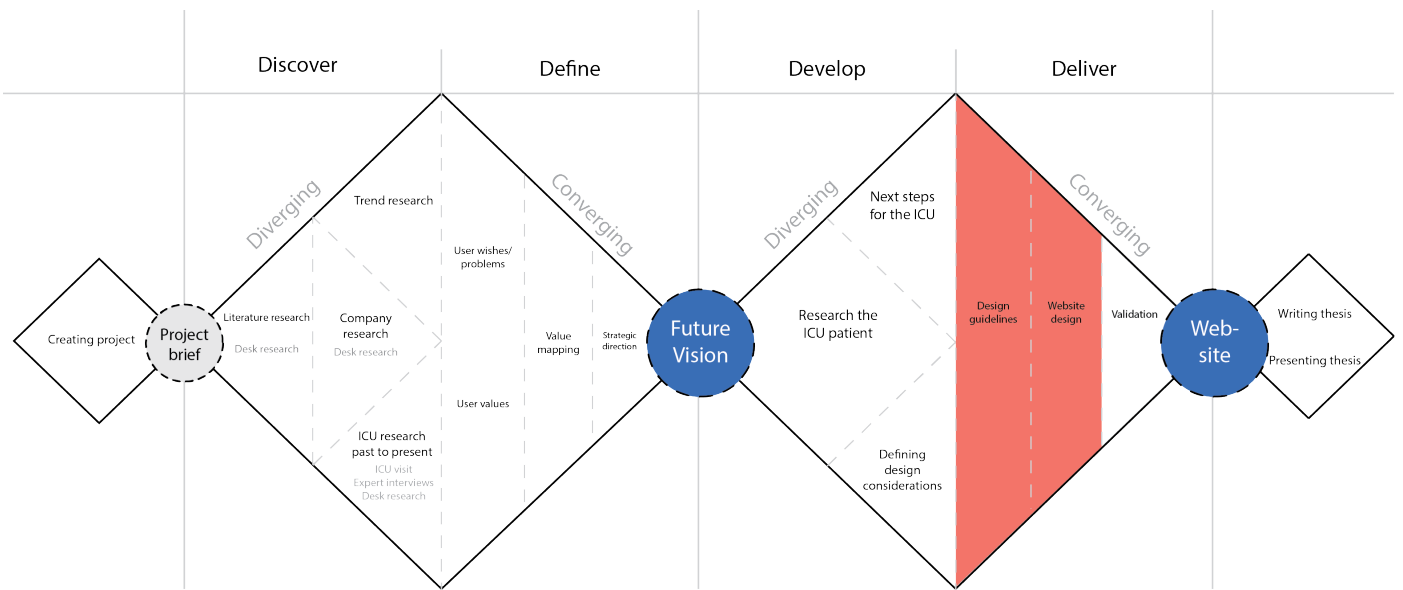 Discover
Define
Develop
Deliver
Diverging
Converging
Diverging
Converging
Creating project
Project
brief
Trend research
Literature research
Desk research
Company
research
Desk research
ICU research
past to present
ICU visit
Expert interviews
Desk research
User wishes/
problems
User values
Value
mapping
Strategic
direction
Future
Vision
Next steps
for the ICU
Research the
ICU patient
Defining
design
considerations
Design
guidelines
Website
design
Validation
Web-
site
Writing thesis
Presenting thesis